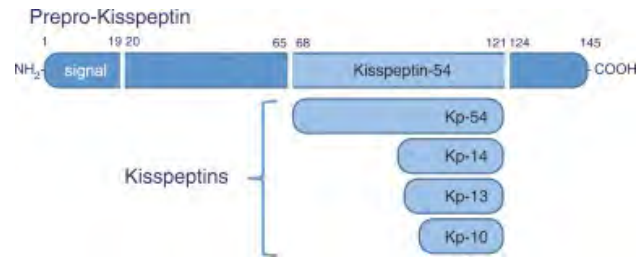 Prepro-Kisspeptin
1 19 20 65 68 121 124 145
NH2 signal Kisspeptin-54 COOH
Kp-54
Kp-14
Kisspeptins
Kp-13
Kp-10